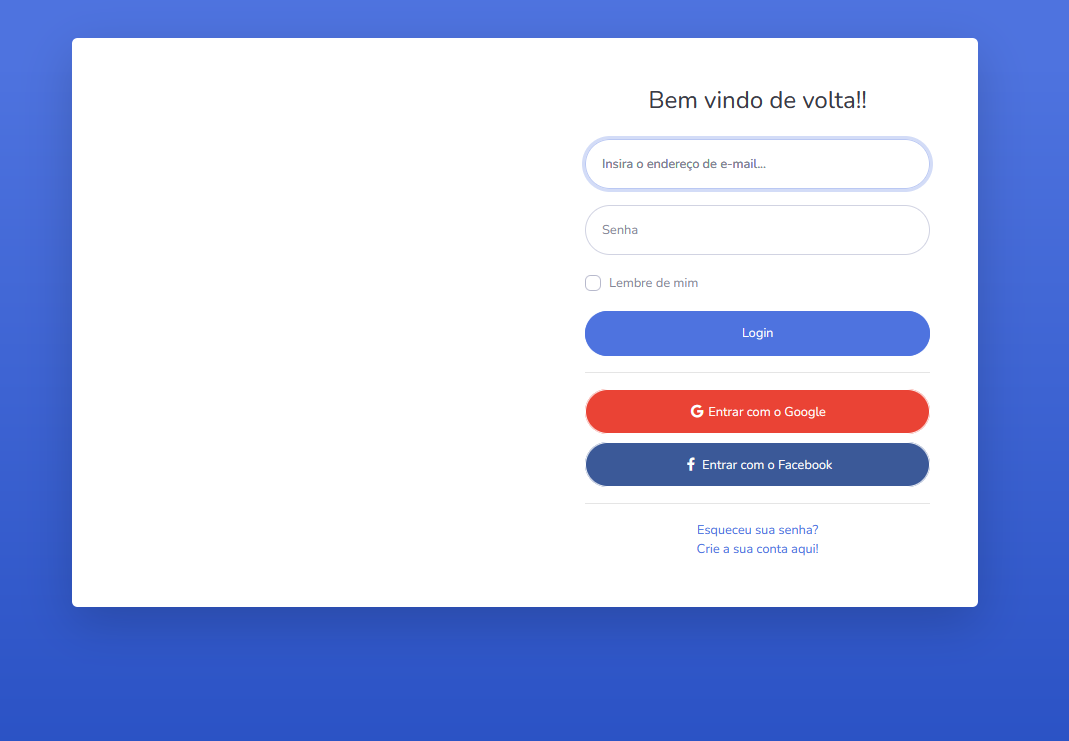 Bem vindo de volta!!
Insira o endereço de e-mail...
Senha
Lembre de mim
Login
Entrar com o Google
Entrar com o Facebook
Esqueceu sua senha?
Crie a sua conta aqui!